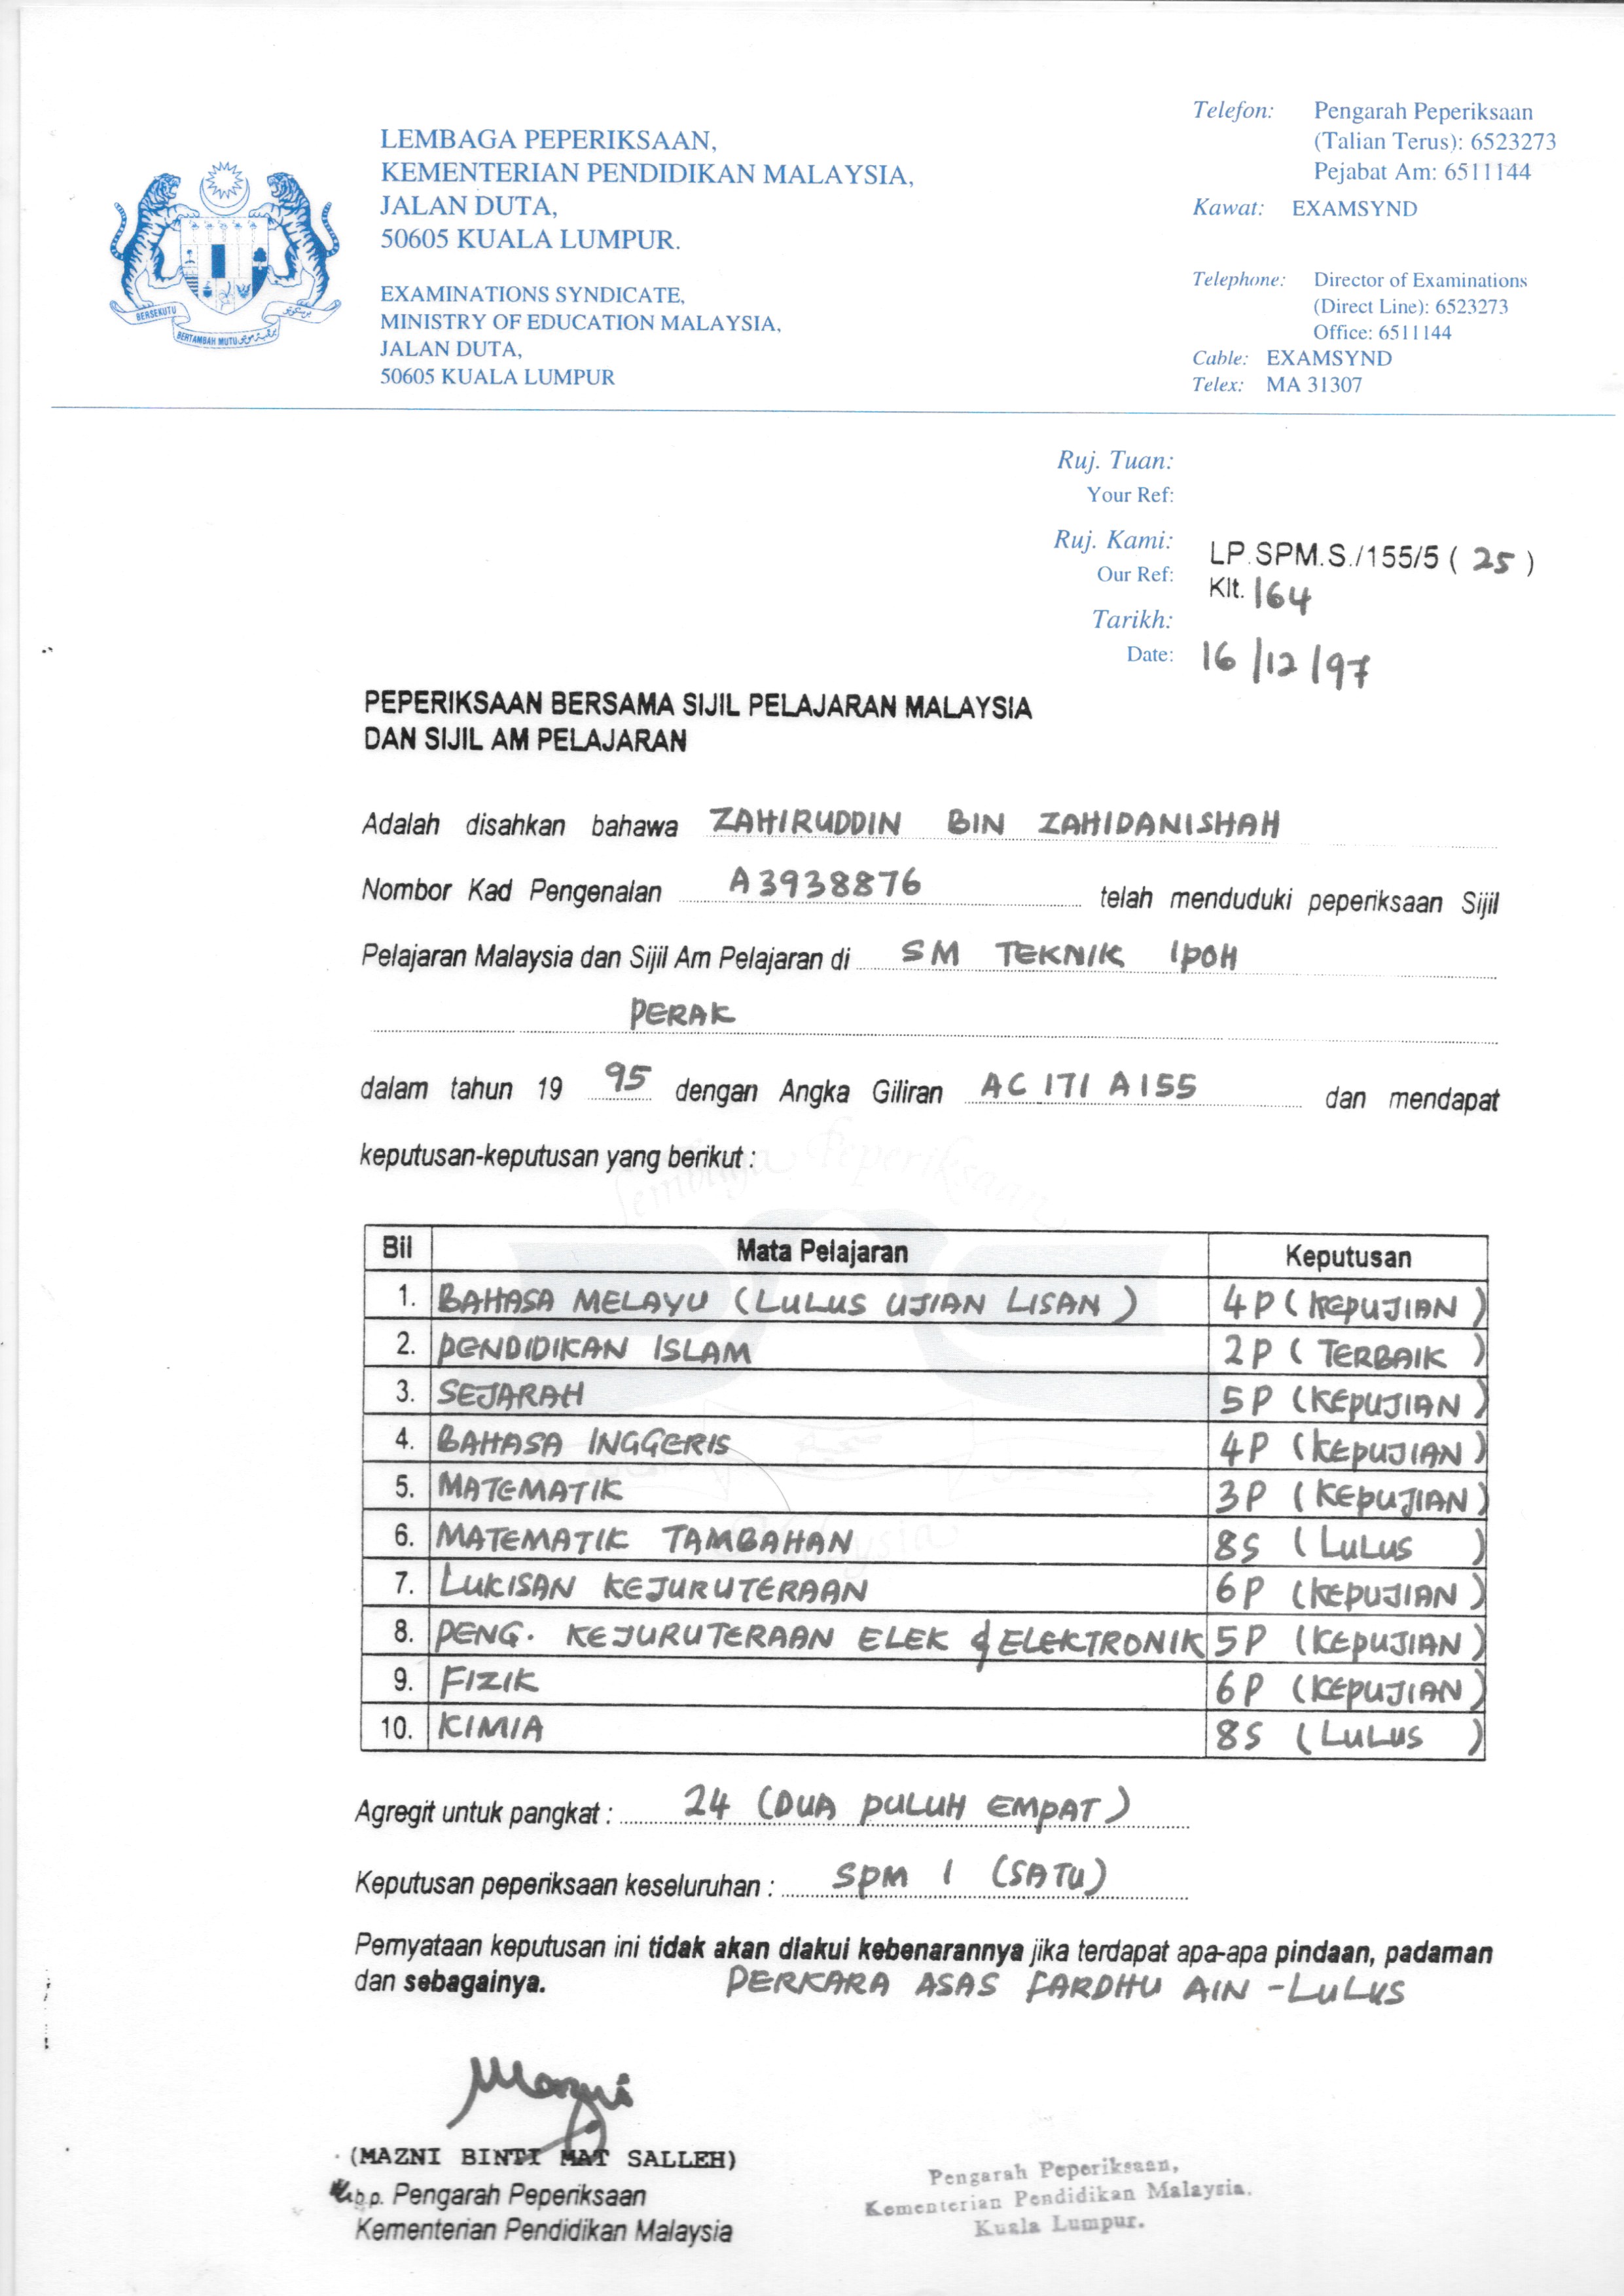 LEMBAGA PEPERIKSAAN,
KEMENTERIAN PENDIDIKAN MALAYSIA,
JALAN DUTA,
50605 KUALA LUMPUR.
EXAMINATIONS SYNDICATE,
MINISTRY OF EDUCATION MALAYSIA,
JALAN DUTA,
50605 KUALA LUMPUR
BERSEKUTU
BERTAMBAH MUTU
Telefon: Pengarah Peperiksaan
(Talian Terus): 6523273
Pejabat Am: 6511144
Kawat: EXAMSYND
Telephone: Director of Examinations
(Direct Line): 6523273
Office: 6511144
Cable: EXAMSYND
Telex: MA 31307
Ruj. Tuan:
Your Ref:
Ruj. Kami:
Our Ref:
LP.SPM.S./155/5 ( 25 )
Klt. 164
Tarikh:
Date: 16/12/97
PEPERIKSAAN BERSAMA SIJIL PELAJARAN MALAYSIA
DAN SIJIL AM PELAJARAN
Adalah disahkan bahawa ZAHIRUDDIN BIN ZAHIDANISHAH
Nombor Kad Pengenalan A3938876 telah menduduki peperiksaan Sijil
Pelajaran Malaysia dan Sijil Am Pelajaran di SM TEKNIK IPOH
PERAK
dalam tahun 19 95 dengan Angka Giliran AC 171 A155 dan mendapat
keputusan-keputusan yang berikut :
Lembaga Peperiksaan
Malaysia
Bil Mata Pelajaran Keputusan
1. BAHASA MELAYU (LULUS UJIAN LISAN) 4P (KEPUJIAN)
2. PENDIDIKAN ISLAM 2P (TERBAIK)
3. SEJARAH 5P (KEPUJIAN)
4. BAHASA INGGERIS 4P (KEPUJIAN)
5. MATEMATIK 3P (KEPUJIAN)
6. MATEMATIK TAMBAHAN 8S (LULUS )
7. LUKISAN KEJURUTERAAN 6P (KEPUJIAN)
8. PENG. KEJURUTERAAN ELEK & ELEKTRONIK 5P (KEPUJIAN)
9. FIZIK 6P (KEPUJIAN)
10. KIMIA 8S (LULUS )
Agregit untuk pangkat : 24 (DUA PULUH EMPAT)
Keputusan peperiksaan keseluruhan : SPM 1 (SATU)
Pernyataan keputusan ini tidak akan diakui kebenarannya jika terdapat apa-apa pindaan, padaman
dan sebagainya. PERKARA ASAS FARDHU AIN - LULUS
Mazni
(MAZNI BINTI MAT SALLEH)
b.p. Pengarah Peperiksaan
Kementerian Pendidikan Malaysia
Pengarah Peperiksaan,
Kementerian Pendidikan Malaysia.
Kuala Lumpur.